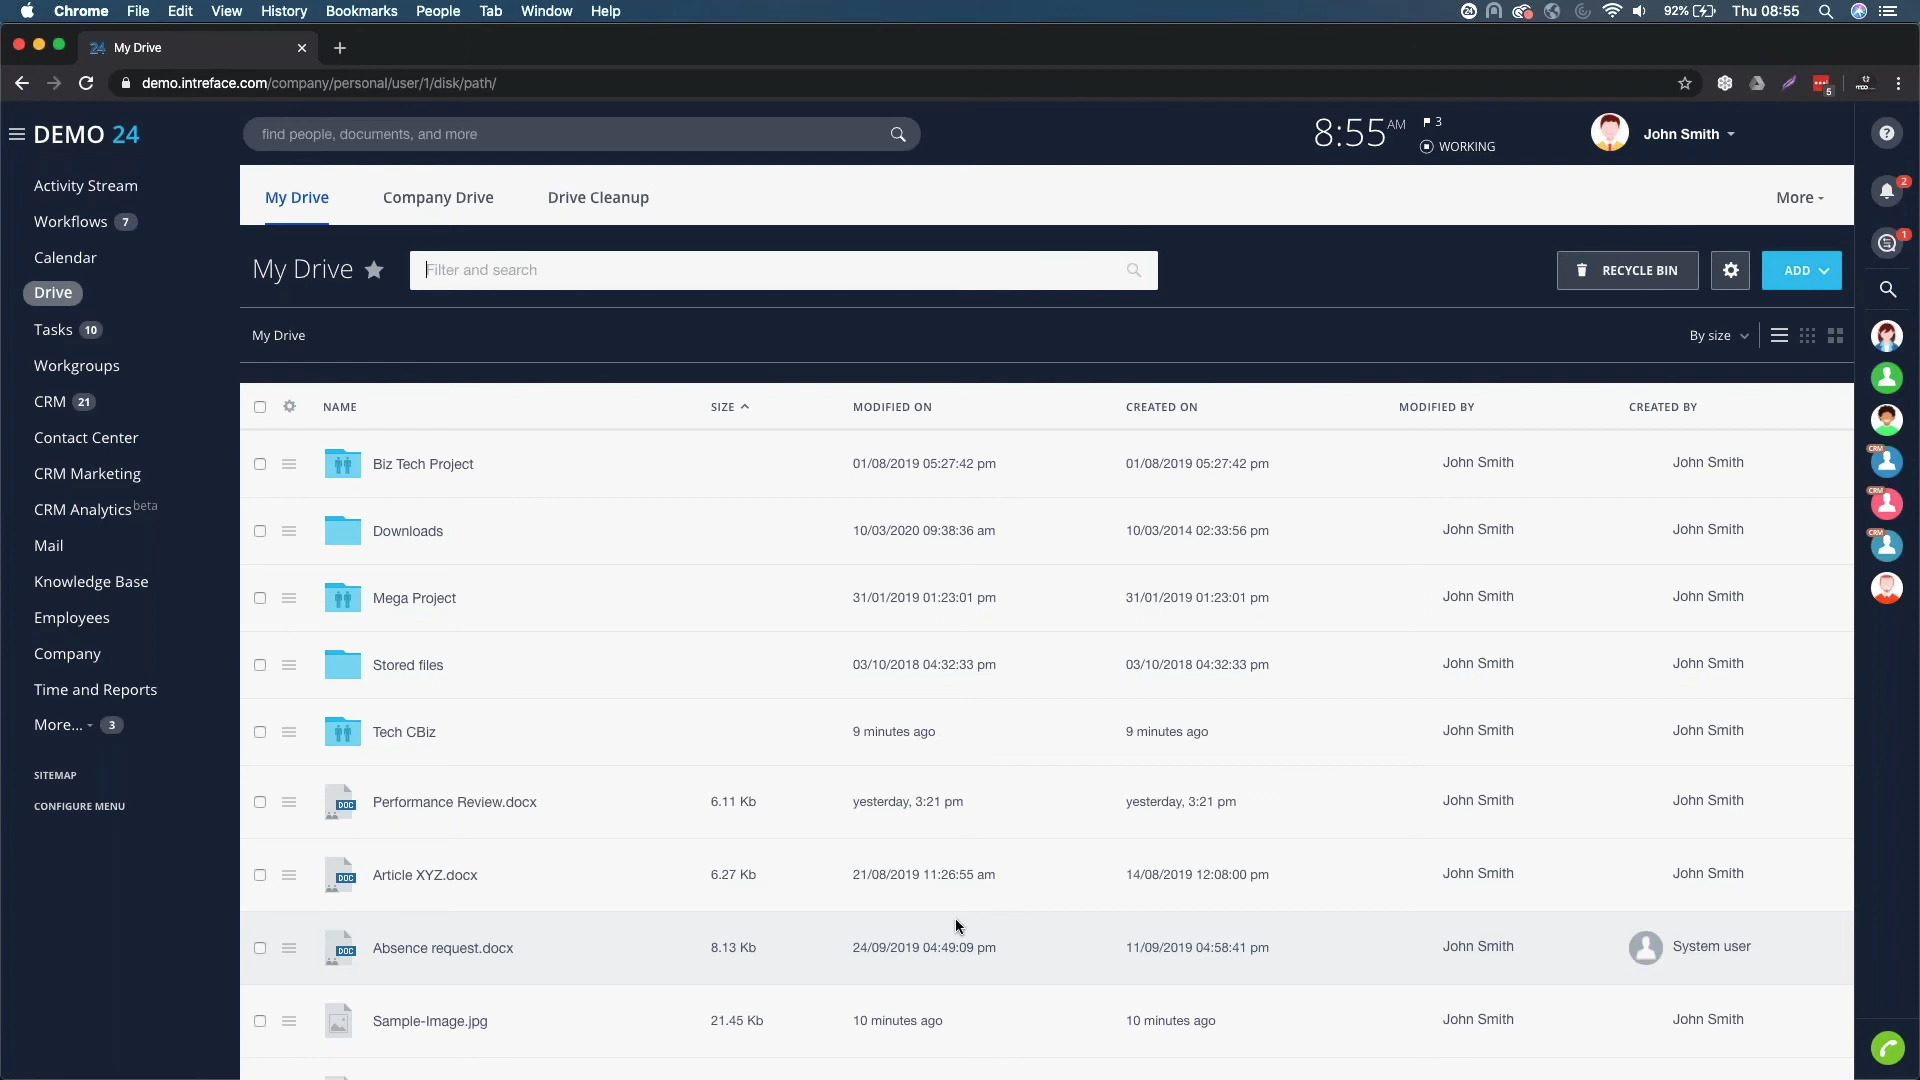 Chrome File Edit View History Bookmarks People Tab Window Help 24 92% Thu 08:55
24 My Drive
demo.intreface.com/company/personal/user/1/disk/path/ 5
DEMO 24 find people, documents, and more 8:55 AM 3 WORKING John Smith ?
My Drive Company Drive Drive Cleanup More
2
1
My Drive Filter and search RECYCLE BIN ADD
My Drive By size
Activity Stream
Workflows 7
Calendar
Drive
Tasks 10
Workgroups
CRM 21
Contact Center
CRM Marketing
CRM Analytics beta
Mail
Knowledge Base
Employees
Company
Time and Reports
More... 3
SITEMAP
CONFIGURE MENU
NAME SIZE MODIFIED ON CREATED ON MODIFIED BY CREATED BY
Biz Tech Project 01/08/2019 05:27:42 pm 01/08/2019 05:27:42 pm John Smith John Smith
Downloads 10/03/2020 09:38:36 am 10/03/2014 02:33:56 pm John Smith John Smith
Mega Project 31/01/2019 01:23:01 pm 31/01/2019 01:23:01 pm John Smith John Smith
Stored files 03/10/2018 04:32:33 pm 03/10/2018 04:32:33 pm John Smith John Smith
Tech CBiz 9 minutes ago 9 minutes ago John Smith John Smith
DOC Performance Review.docx 6.11 Kb yesterday, 3:21 pm yesterday, 3:21 pm John Smith John Smith
DOC Article XYZ.docx 6.27 Kb 21/08/2019 11:26:55 am 14/08/2019 12:08:00 pm John Smith John Smith
DOC Absence request.docx 8.13 Kb 24/09/2019 04:49:09 pm 11/09/2019 04:58:41 pm John Smith System user
Sample-Image.jpg 21.45 Kb 10 minutes ago 10 minutes ago John Smith John Smith
CRM
CRM
CRM